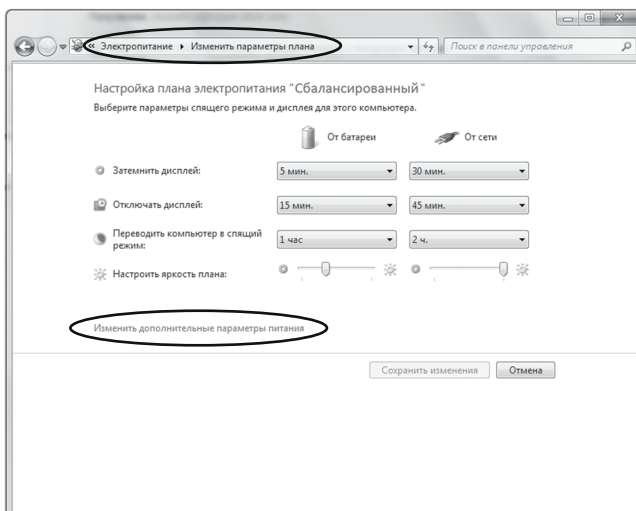 « Электропитание ▸ Изменить параметры плана
Поиск в панели управления
Настройка плана электропитания "Сбалансированный"
Выберите параметры спящего режима и дисплея для этого компьютера.
От батареи От сети
Затемнить дисплей: 5 мин. 30 мин.
Отключать дисплей: 15 мин. 45 мин.
Переводить компьютер в спящий
режим: 1 час 2 ч.
Настроить яркость плана:
Изменить дополнительные параметры питания
Сохранить изменения Отмена